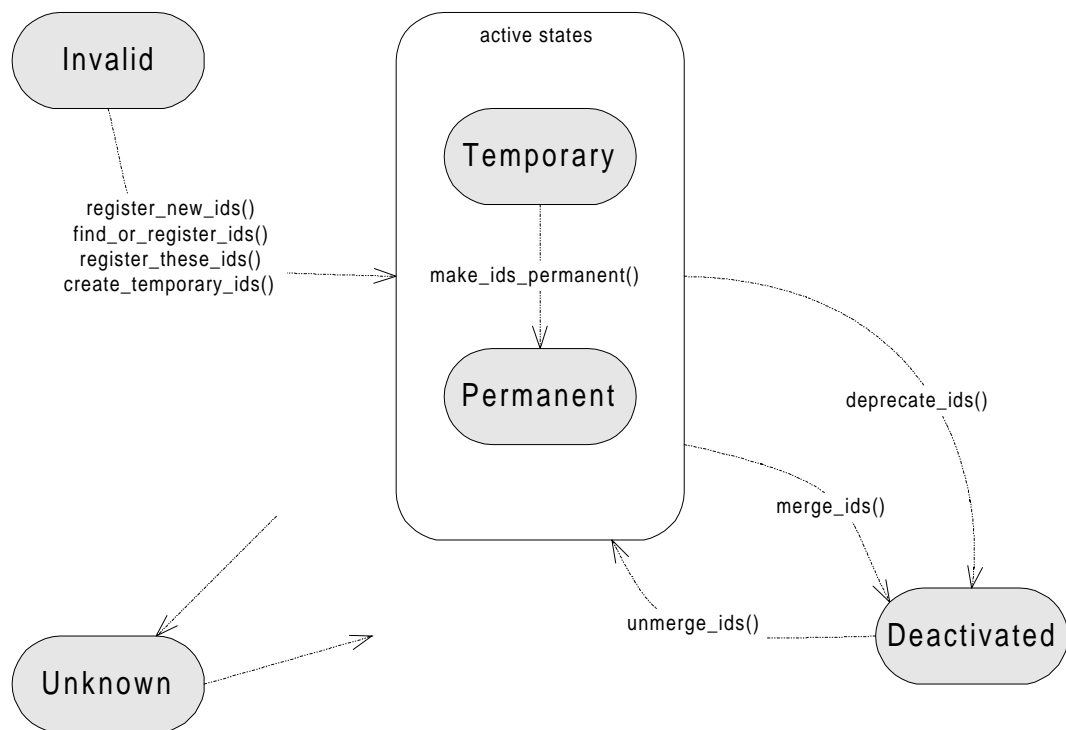 active states
Invalid
Temporary
register_new_ids()
find_or_register_ids()
register_these_ids()
create_temporary_ids()
make_ids_permanent()
Permanent
deprecate_ids()
merge_ids()
unmerge_ids()
Deactivated
Unknown